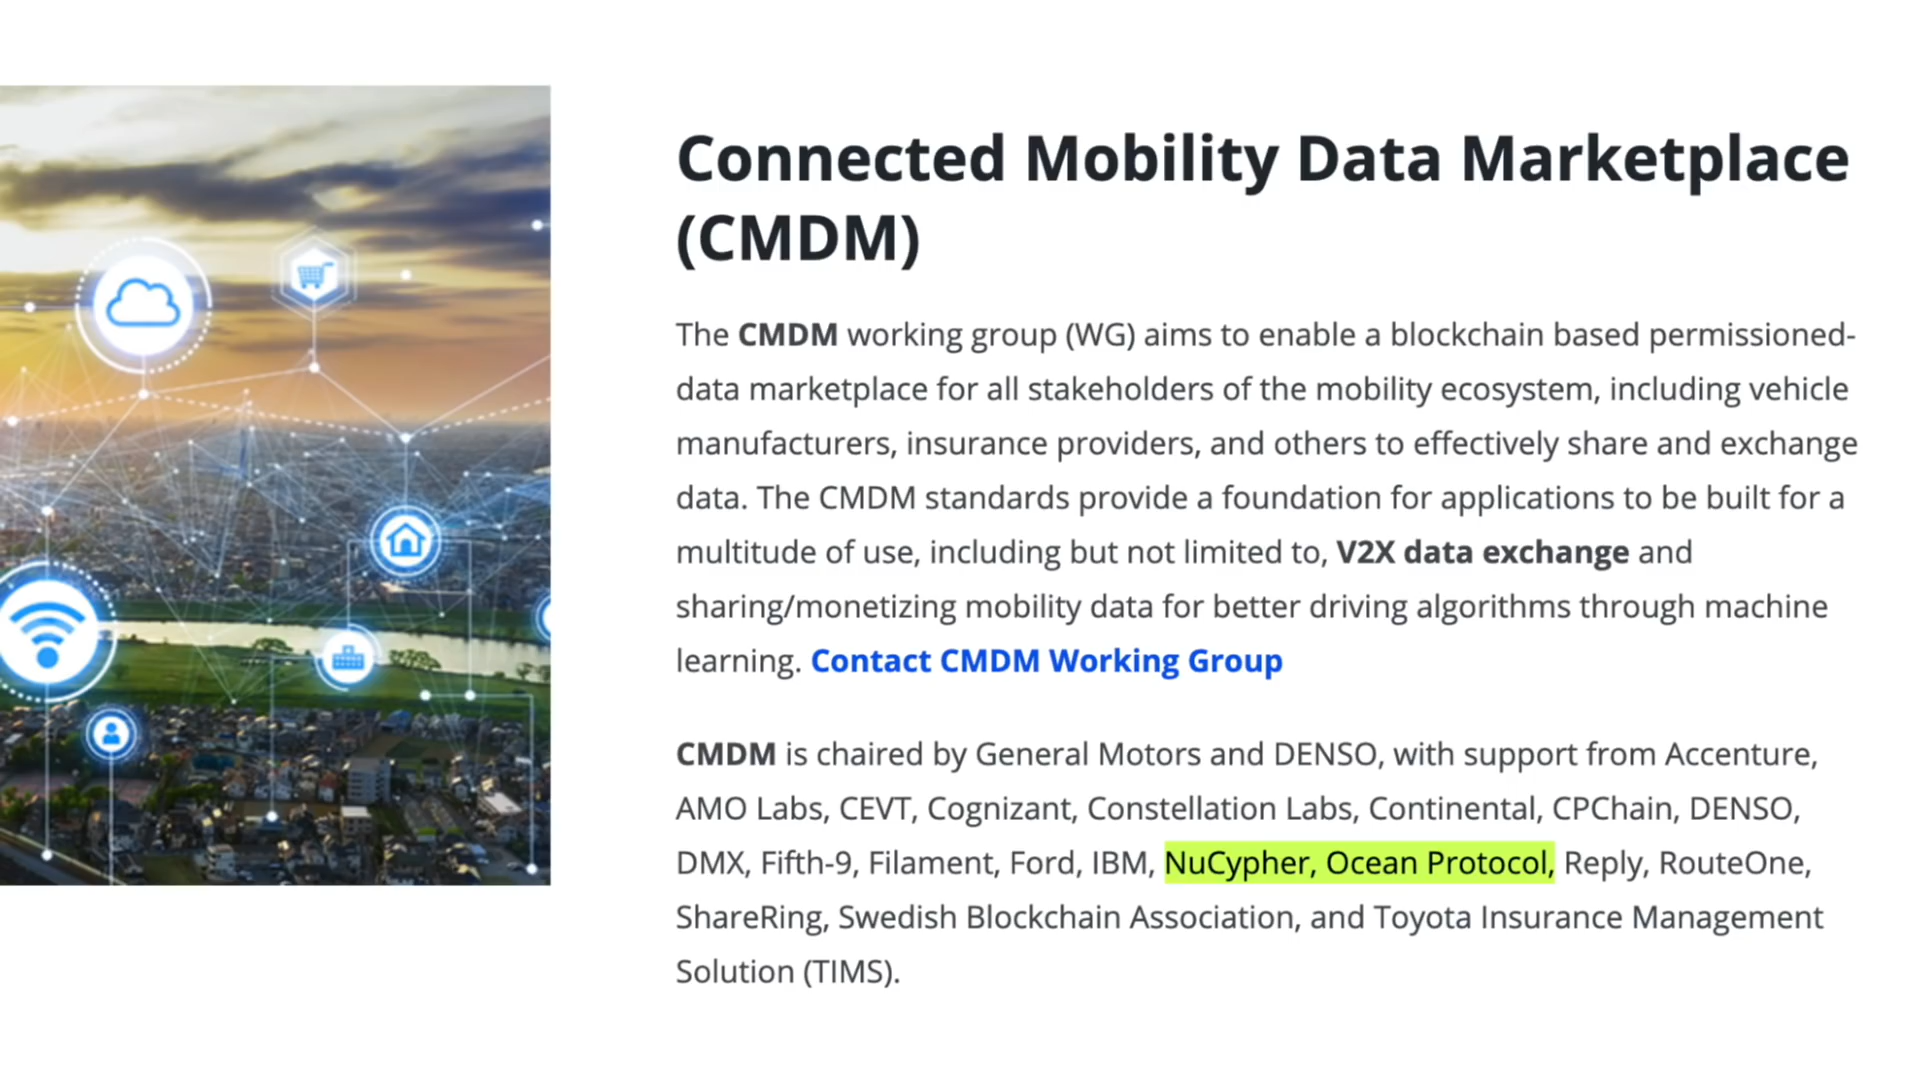 Connected Mobility Data Marketplace
(CMDM)
The CMDM working group (WG) aims to enable a blockchain based permissioned-
data marketplace for all stakeholders of the mobility ecosystem, including vehicle
manufacturers, insurance providers, and others to effectively share and exchange
data. The CMDM standards provide a foundation for applications to be built for a
multitude of use, including but not limited to, V2X data exchange and
sharing/monetizing mobility data for better driving algorithms through machine
learning. Contact CMDM Working Group
CMDM is chaired by General Motors and DENSO, with support from Accenture,
AMO Labs, CEVT, Cognizant, Constellation Labs, Continental, CPChain, DENSO,
DMX, Fifth-9, Filament, Ford, IBM, NuCypher, Ocean Protocol, Reply, RouteOne,
ShareRing, Swedish Blockchain Association, and Toyota Insurance Management
Solution (TIMS).